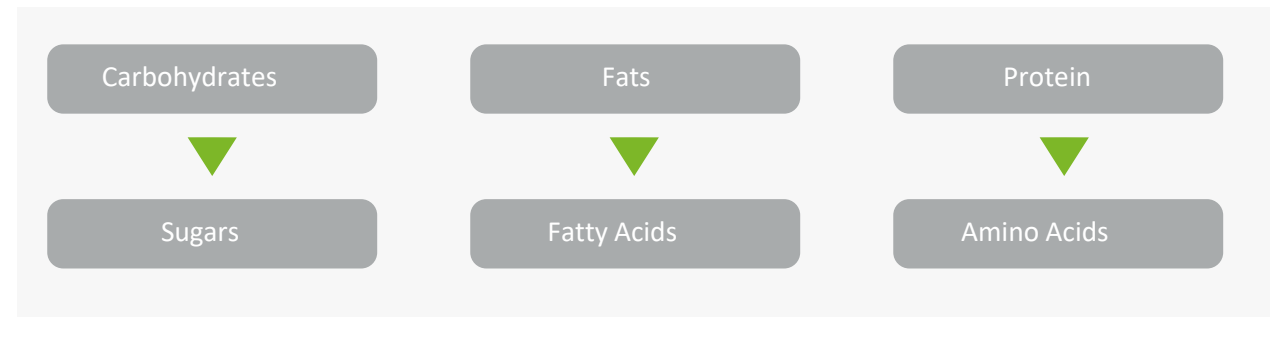 Carbohydrates
Fats
Protein
Sugars
Fatty Acids
Amino Acids